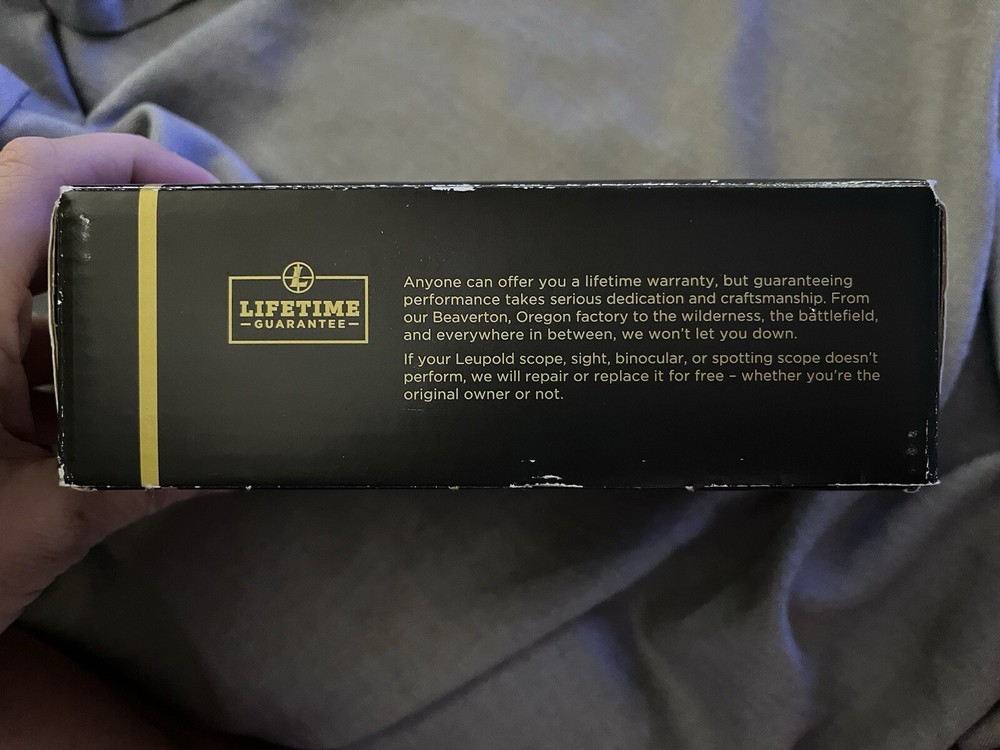 L
LIFETIME
GUARANTEE
Anyone can offer you a lifetime warranty, but guaranteeing
performance takes serious dedication and craftsmanship. From
our Beaverton, Oregon factory to the wilderness, the battlefield,
and everywhere in between, we won't let you down.
If your Leupold scope, sight, binocular, or spotting scope doesn't
perform, we will repair or replace it for free – whether you're the
original owner or not.